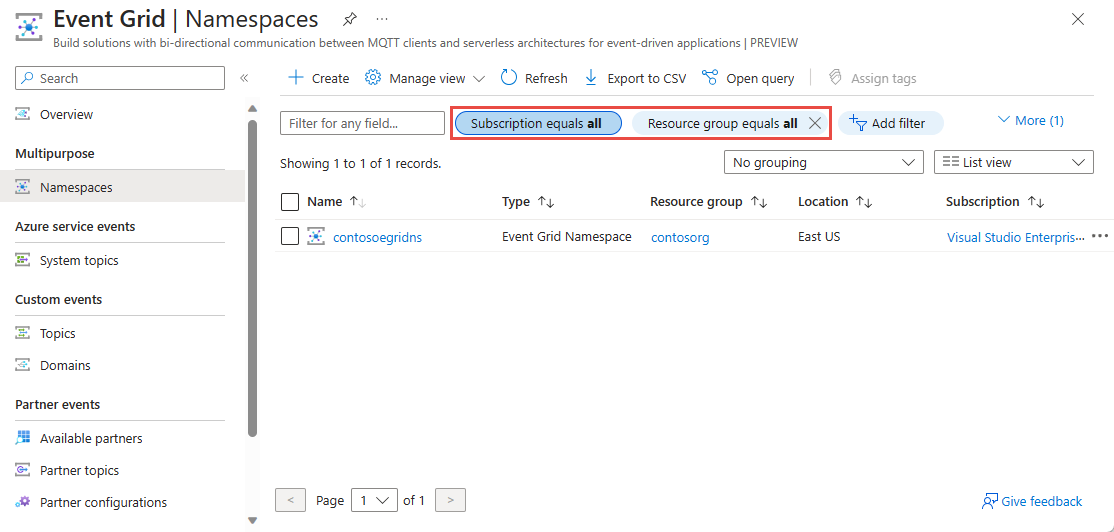 Event Grid | Namespaces
Build solutions with bi-directional communication between MQTT clients and serverless architectures for event-driven applications | PREVIEW
Search
Create Manage view Refresh Export to CSV Open query Assign tags
Overview
Filter for any field... Subscription equals all Resource group equals all Add filter More (1)
Multipurpose
Showing 1 to 1 of 1 records. No grouping List view
Namespaces
Name Type Resource group Location Subscription
Azure service events
contosoegridns Event Grid Namespace contosorg East US Visual Studio Enterpris...
System topics
Custom events
Topics
Domains
Partner events
Available partners
Partner topics
Partner configurations
< Page 1 of 1 > Give feedback